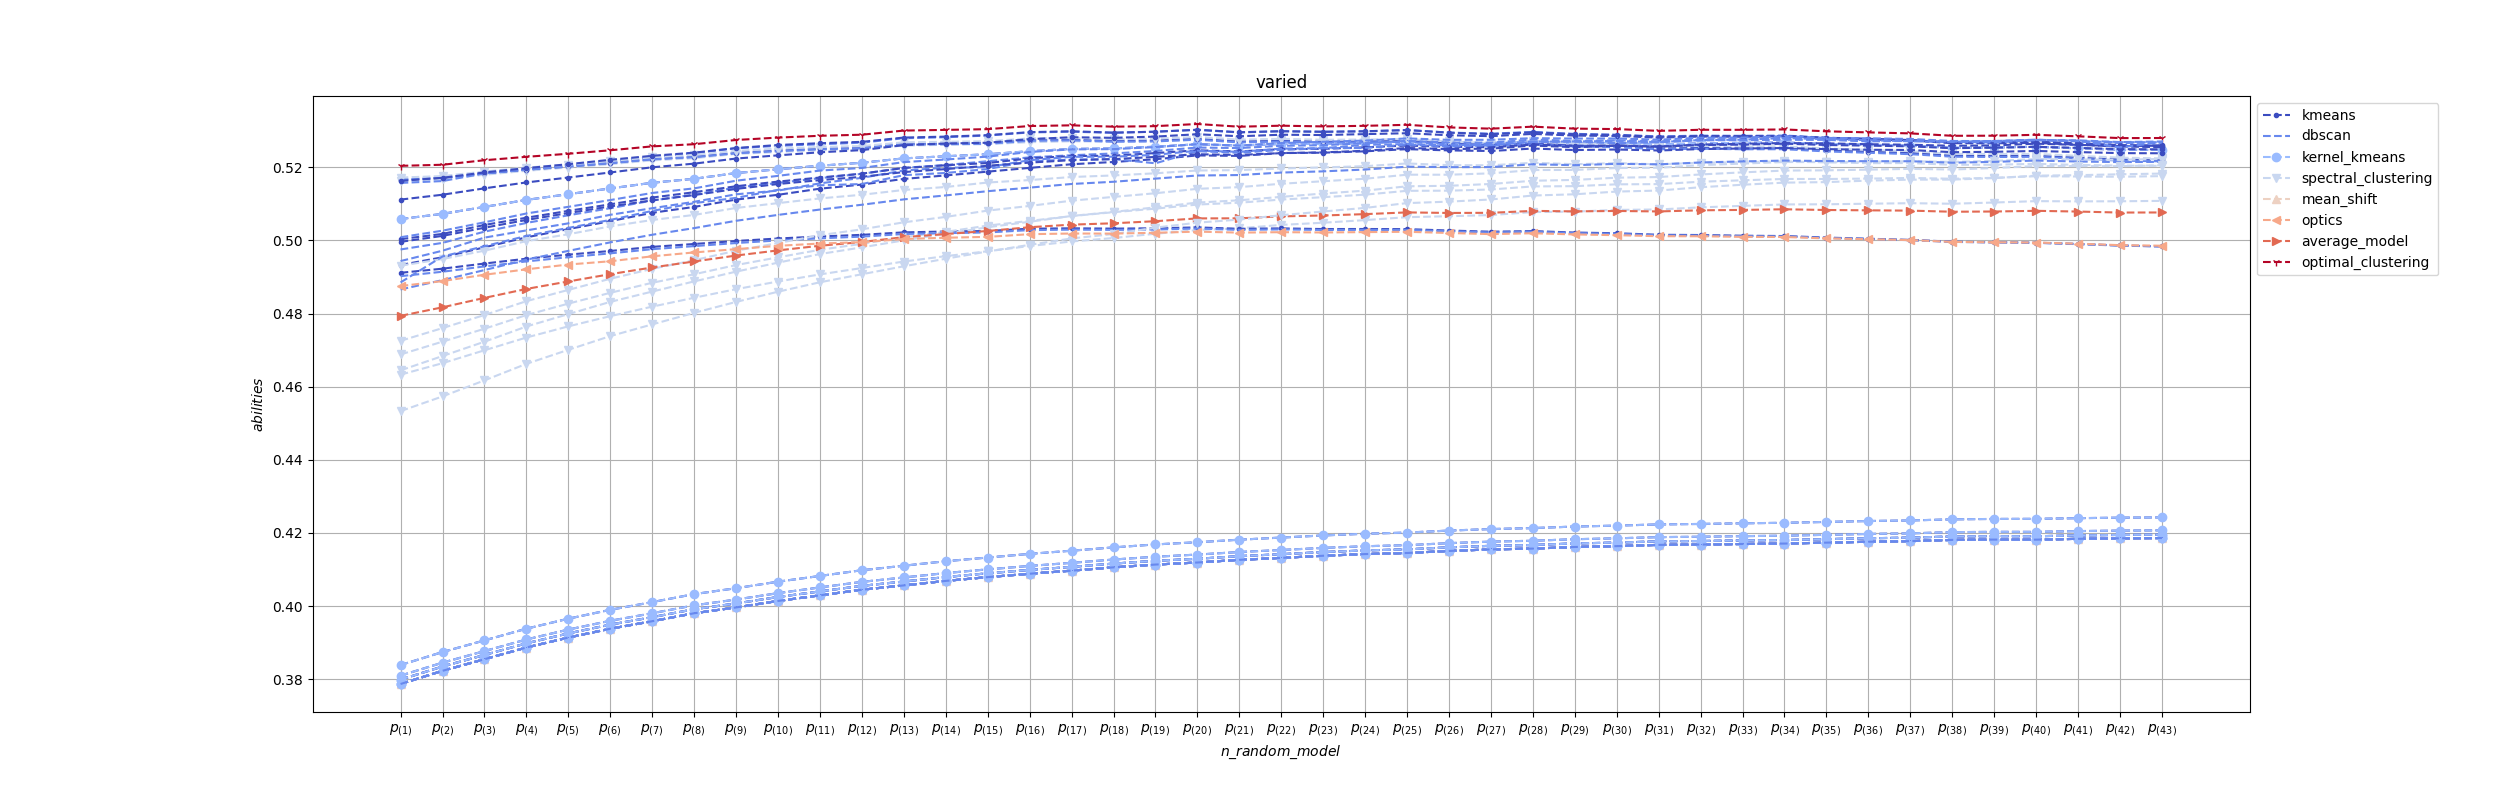 varied
kmeans
dbscan
kernel_kmeans
spectral_clustering
mean_shift
optics
average_model
optimal_clustering
abilities
0.52
0.50
0.48
0.46
0.44
0.42
0.40
0.38
p(1) p(2) p(3) p(4) p(5) p(6) p(7) p(8) p(9) p(10) p(11) p(12) p(13) p(14) p(15) p(16) p(17) p(18) p(19) p(20) p(21) p(22) p(23) p(24) p(25) p(26) p(27) p(28) p(29) p(30) p(31) p(32) p(33) p(34) p(35) p(36) p(37) p(38) p(39) p(40) p(41) p(42) p(43)
n_random_model